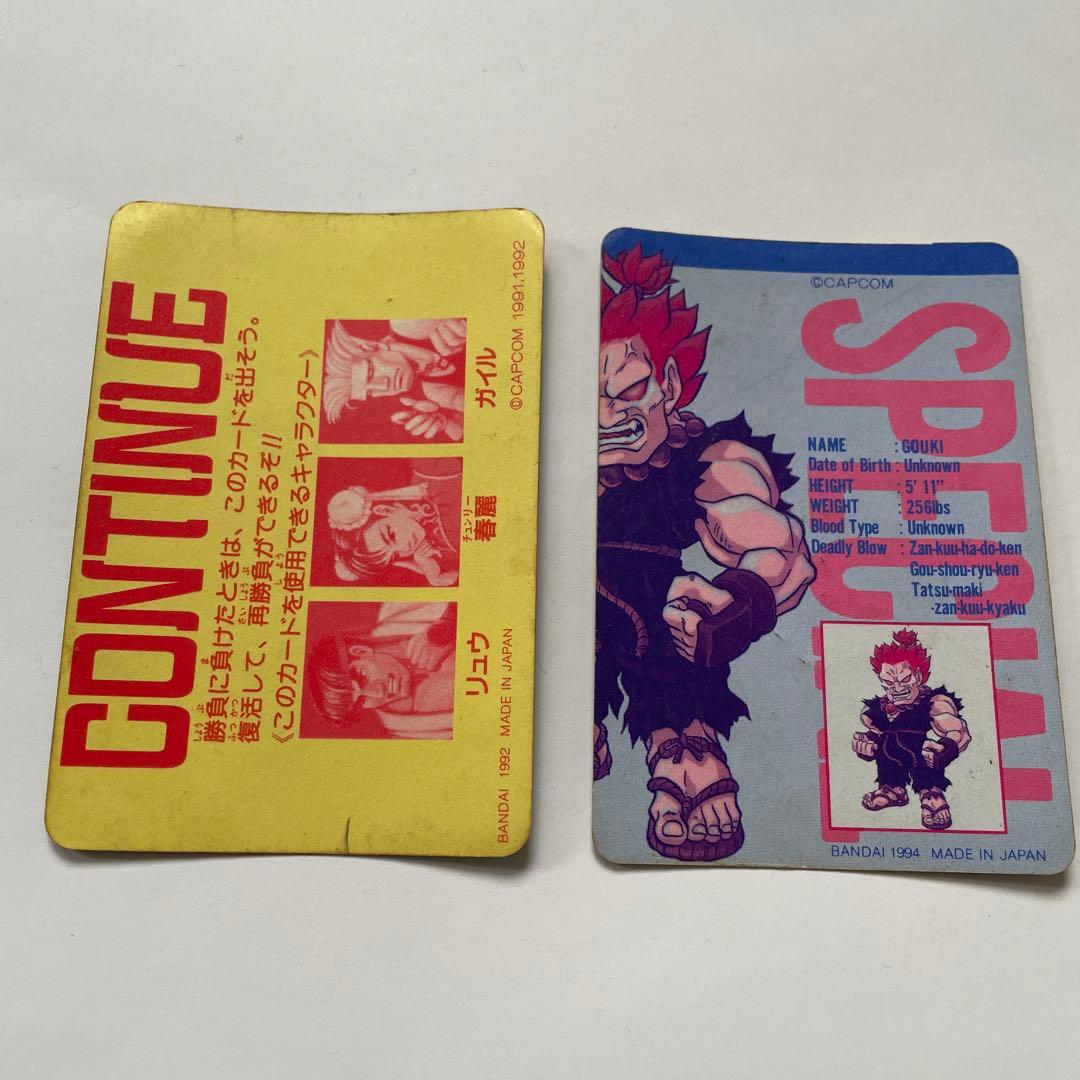 CONTINUE
勝負に負けたときは、このカードを出そう。
復活して、再勝負ができるぞ!!
《このカードを使用できるキャラクター》
リュウ
春麗
チュンリー
ガイル
BANDAI 1992 MADE IN JAPAN
©CAPCOM 1991.1992
©CAPCOM
SPECIAL
NAME : GOUKI
Date of Birth : Unknown
HEIGHT : 5' 11"
WEIGHT : 256lbs
Blood Type : Unknown
Deadly Blow : Zan-kuu-ha-do-ken
Gou-shou-ryu-ken
Tatsu-maki
-zan-kuu-kyaku
BANDAI 1994 MADE IN JAPAN